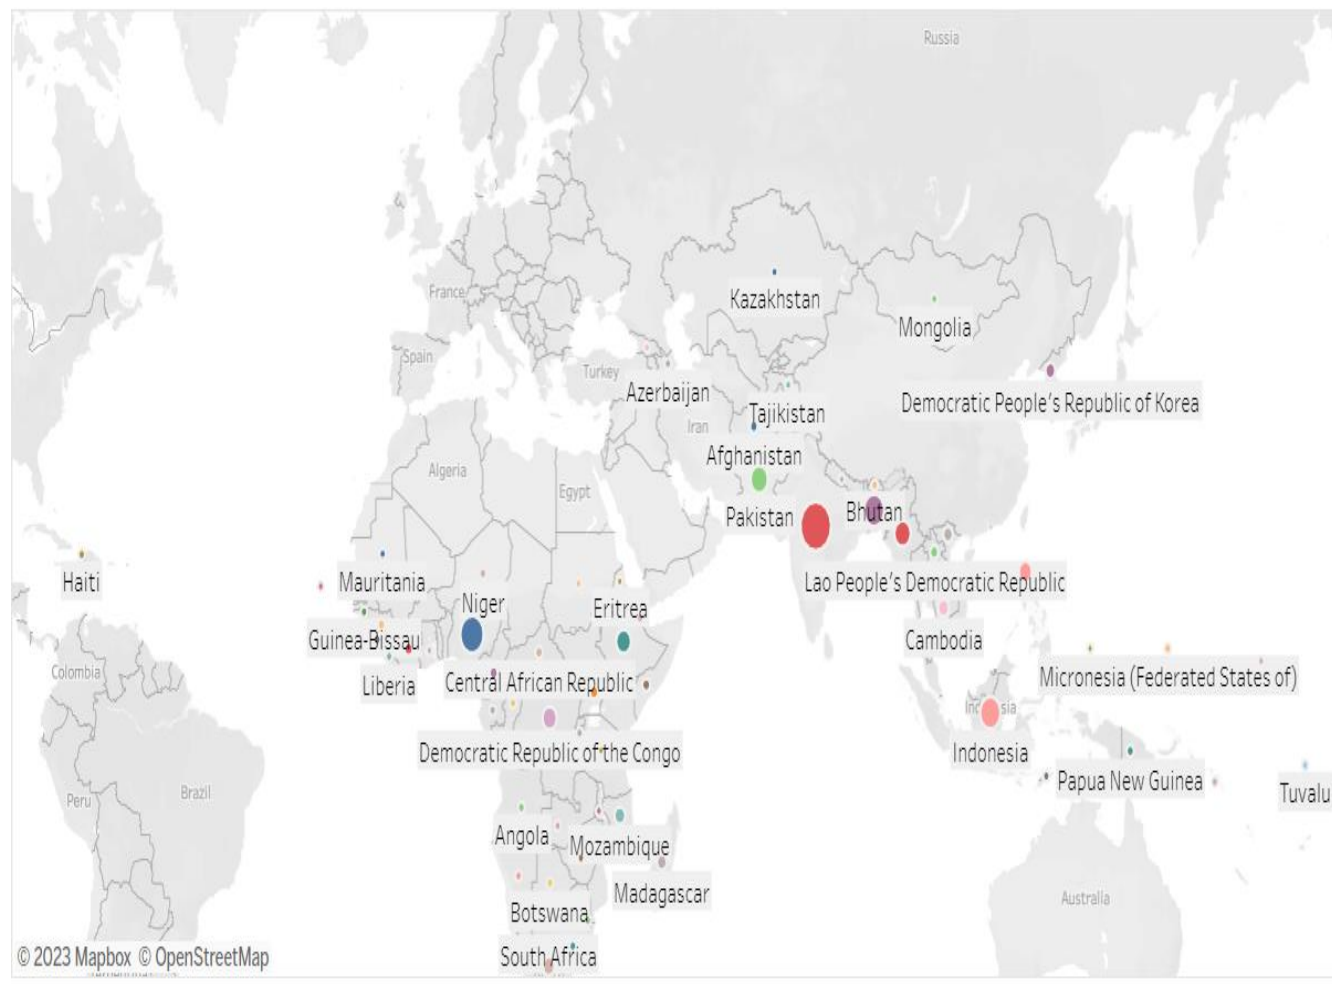 Russia
France
Kazakhstan
Mongolia
Spain
Turkey
Azerbaijan
Tajikistan
Democratic People's Republic of Korea
Iran
Afghanistan
Algeria
Egypt
Pakistan
Bhutan
Haiti
Mauritania
Niger
Eritrea
Lao People's Democratic Republic
Guinea-Bissau
Cambodia
Colombia
Liberia
Central African Republic
Micronesia (Federated States of)
Democratic Republic of the Congo
Indonesia
Papua New Guinea
Tuvalu
Peru
Brazil
Angola
Mozambique
Madagascar
Australia
Botswana
South Africa
© 2023 Mapbox © OpenStreetMap